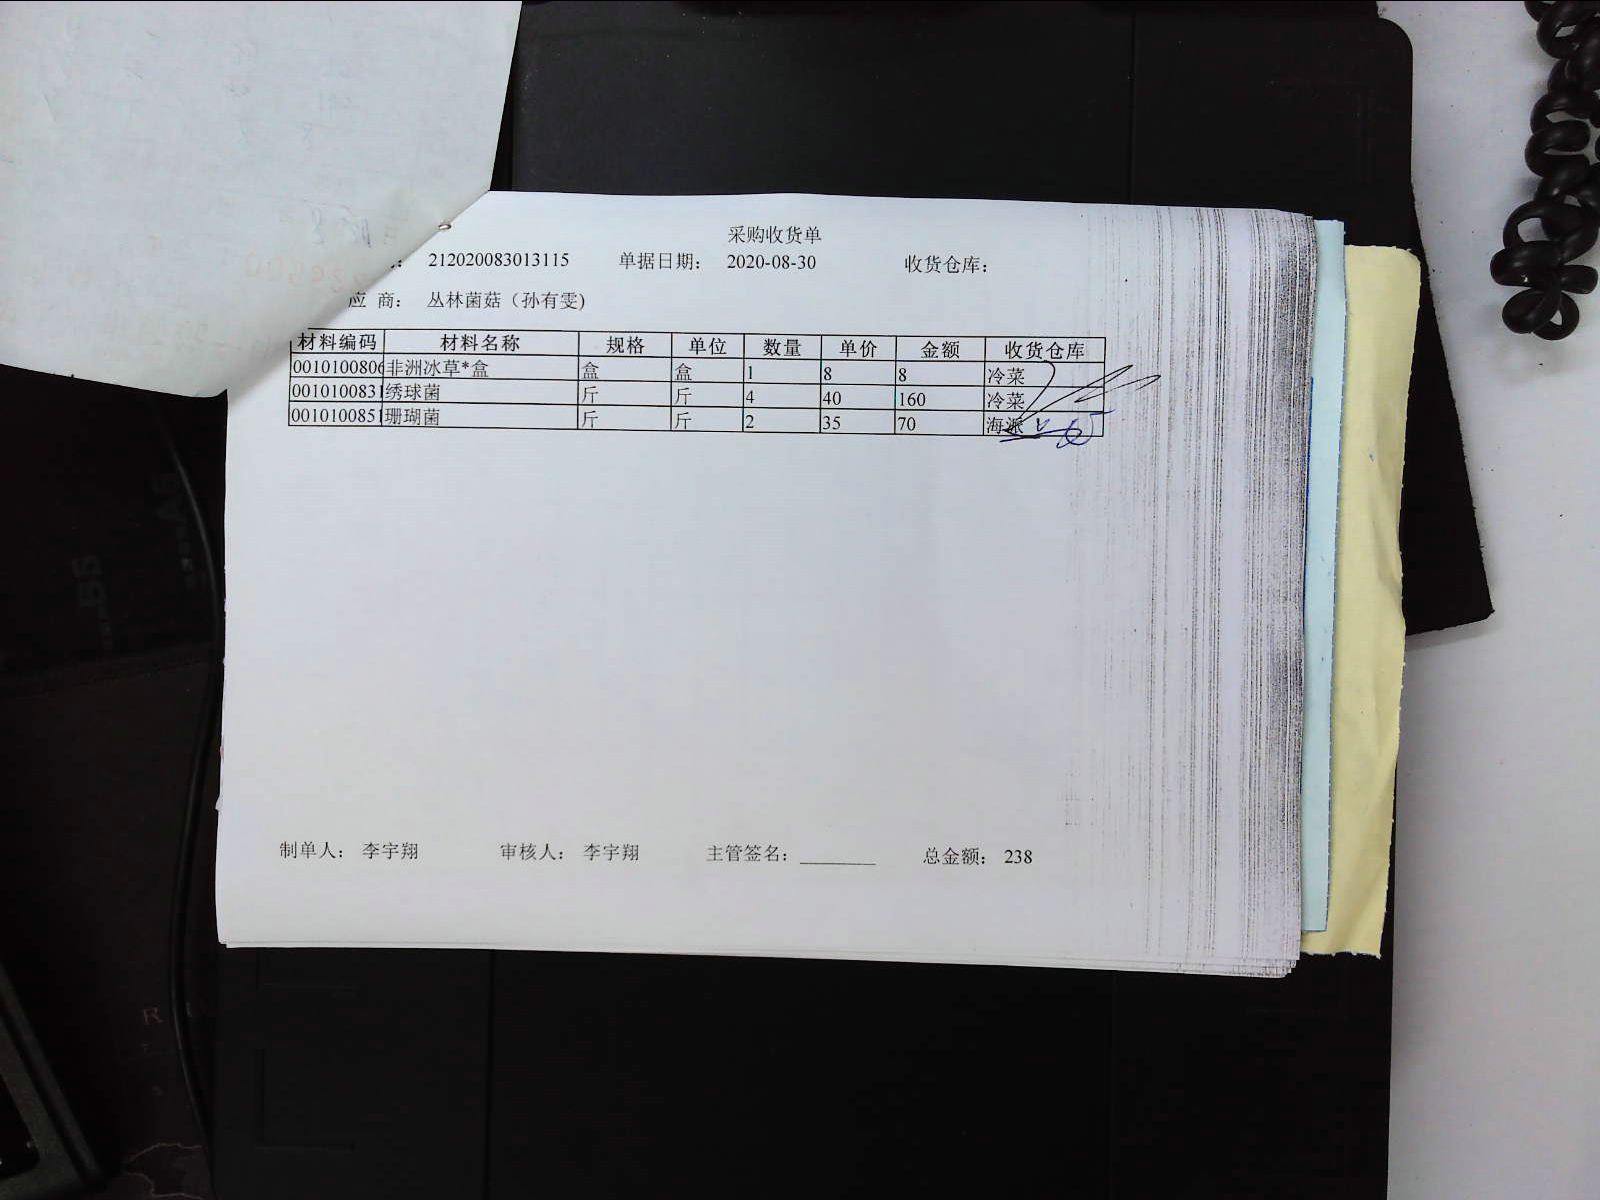 采购收货单
: 212020083013115 单据日期: 2020-08-30 收货仓库:
应 商: 丛林菌菇（孙有雯)
材料编码 材料名称 规格 单位 数量 单价 金额 收货仓库
0010100806 非洲冰草*盒 盒 盒 1 8 8 冷菜
001010083 绣球菌 斤 斤 4 40 160 冷菜
001010085 珊瑚菌 斤 斤 2 35 70 海派
制单人: 李宇翔 审核人: 李宇翔 主管签名: 总金额: 238